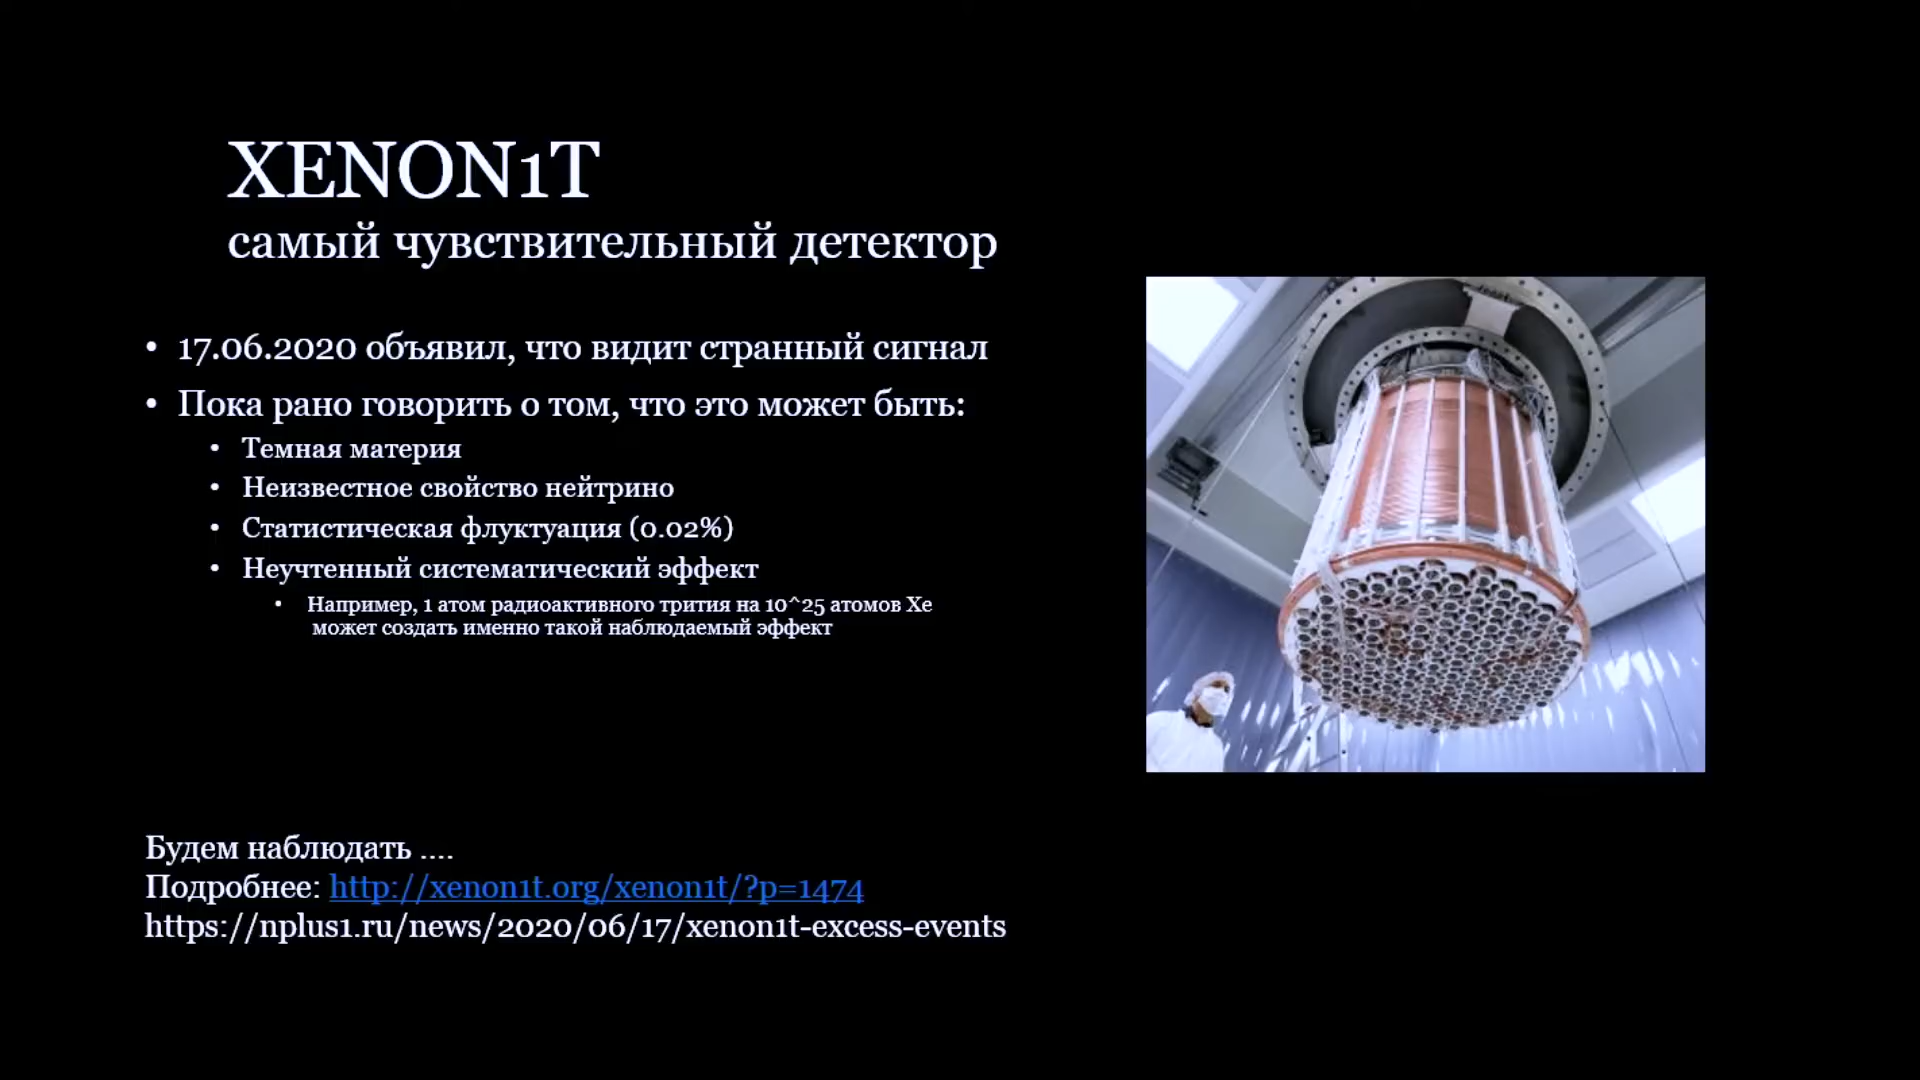 XENON1T
самый чувствительный детектор
• 17.06.2020 объявил, что видит странный сигнал
• Пока рано говорить о том, что это может быть:
• Темная материя
• Неизвестное свойство нейтрино
• Статистическая флуктуация (0.02%)
• Неучтенный систематический эффект
• Например, 1 атом радиоактивного трития на 10^25 атомов Xe
может создать именно такой наблюдаемый эффект
Будем наблюдать ....
Подробнее: http://xenon1t.org/xenon1t/?p=1474
https://nplus1.ru/news/2020/06/17/xenon1t-excess-events